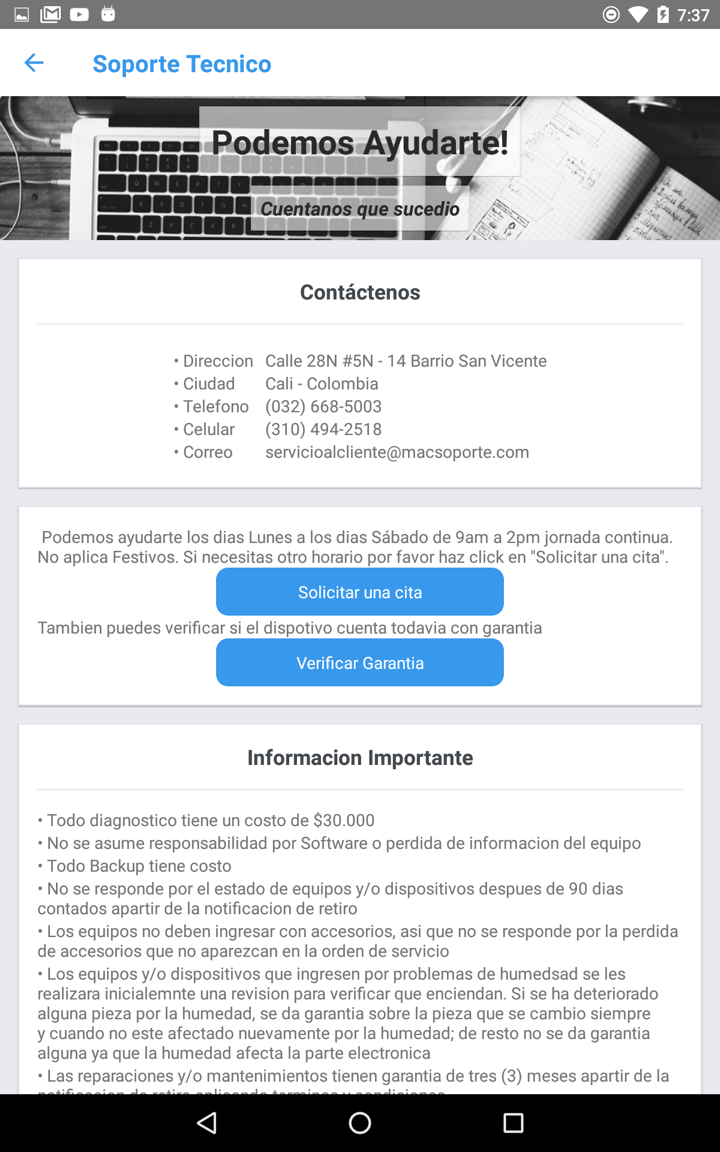 7:37
Soporte Tecnico
Podemos Ayudarte!
Cuentanos que sucedio
Contáctenos
• Direccion Calle 28N #5N - 14 Barrio San Vicente
• Ciudad Cali - Colombia
• Telefono (032) 668-5003
• Celular (310) 494-2518
• Correo servicioalcliente@macsoporte.com
Podemos ayudarte los dias Lunes a los dias Sábado de 9am a 2pm jornada continua.
No aplica Festivos. Si necesitas otro horario por favor haz click en "Solicitar una cita".
Solicitar una cita
Tambien puedes verificar si el dispotivo cuenta todavia con garantia
Verificar Garantia
Informacion Importante
• Todo diagnostico tiene un costo de $30.000
• No se asume responsabilidad por Software o perdida de informacion del equipo
• Todo Backup tiene costo
• No se responde por el estado de equipos y/o dispositivos despues de 90 dias
contados apartir de la notificacion de retiro
• Los equipos no deben ingresar con accesorios, asi que no se responde por la perdida
de accesorios que no aparezcan en la orden de servicio
• Los equipos y/o dispositivos que ingresen por problemas de humedsad se les
realizara inicialemnte una revision para verificar que enciendan. Si se ha deteriorado
alguna pieza por la humedad, se da garantia sobre la pieza que se cambio siempre
y cuando no este afectado nuevamente por la humedad; de resto no se da garantia
alguna ya que la humedad afecta la parte electronica
• Las reparaciones y/o mantenimientos tienen garantia de tres (3) meses apartir de la
notificacion de retiro aplicando terminos y condiciones